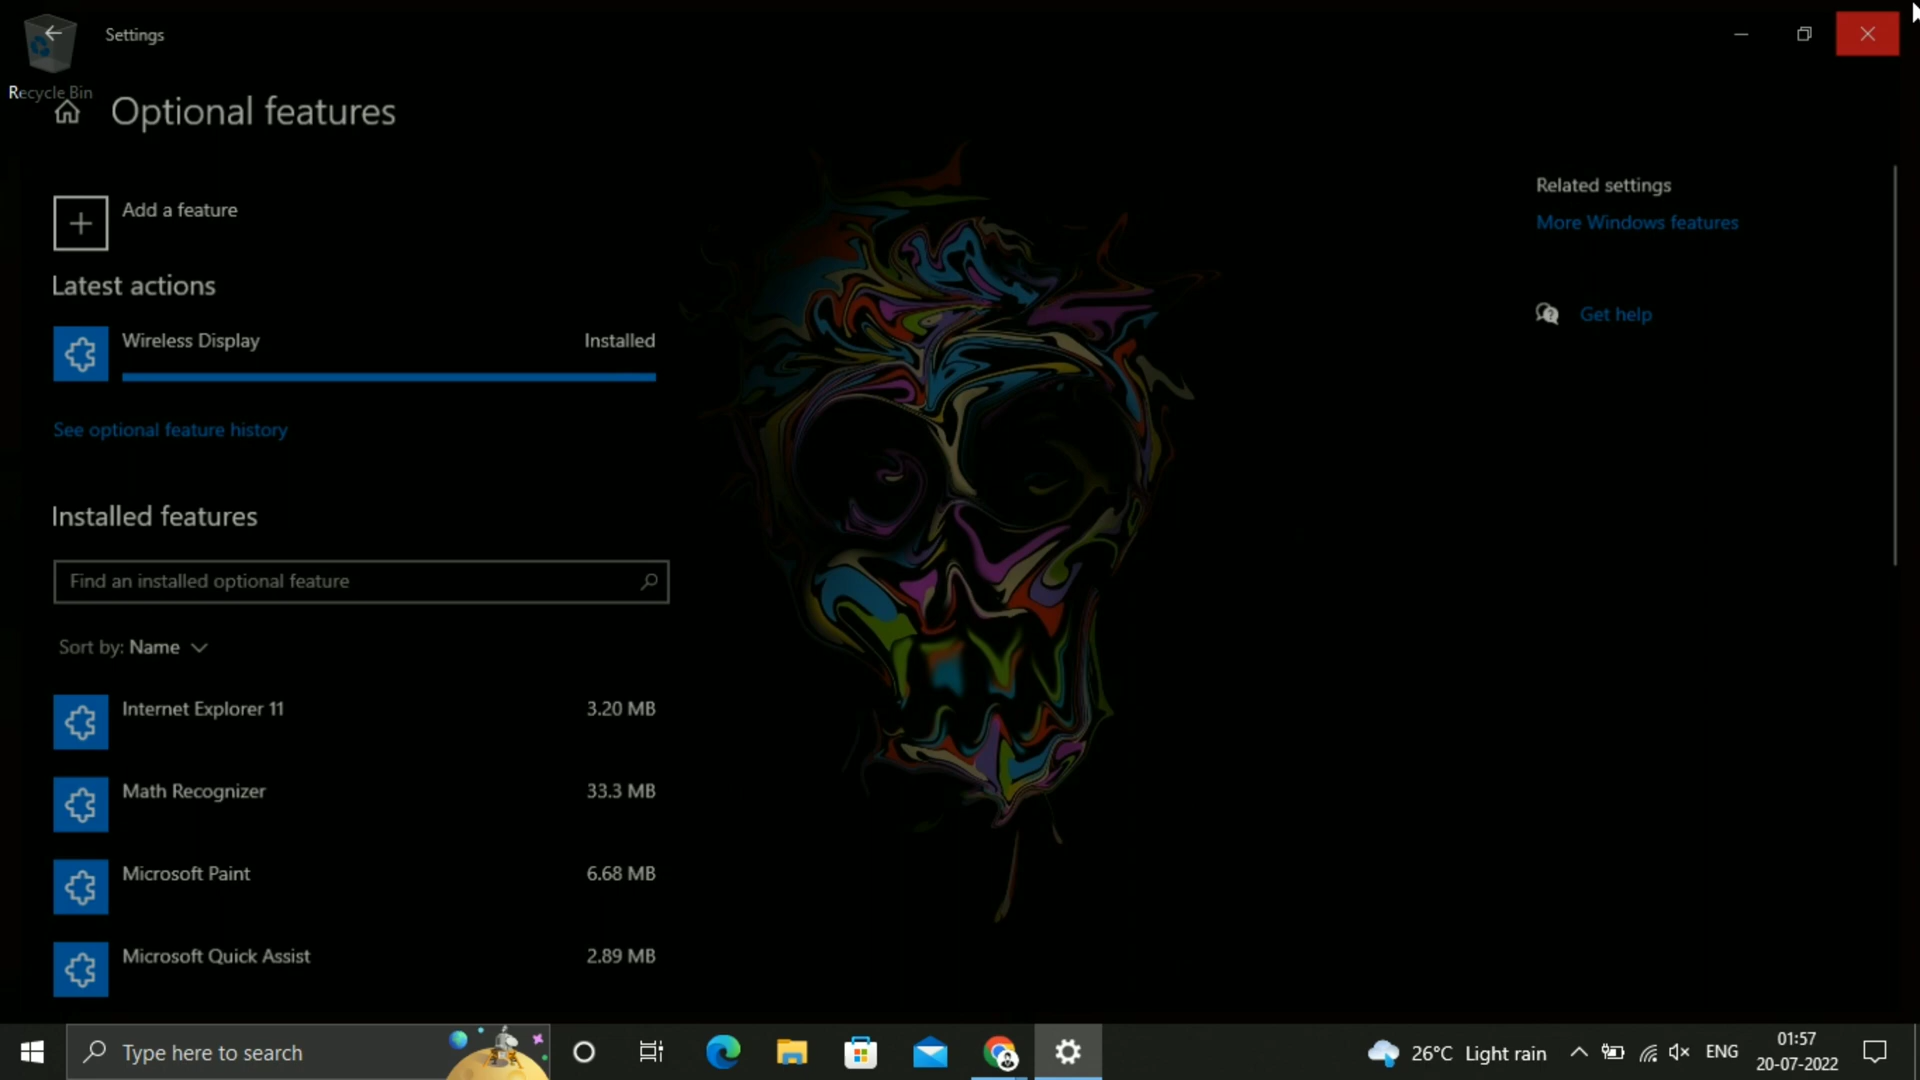 Settings
Recycle Bin
Optional features
Add a feature
Latest actions
Wireless Display Installed
See optional feature history
Installed features
Find an installed optional feature
Sort by: Name
Internet Explorer 11 3.20 MB
Math Recognizer 33.3 MB
Microsoft Paint 6.68 MB
Microsoft Quick Assist 2.89 MB
Related settings
More Windows features
Get help
Type here to search
26°C Light rain
ENG
01:57
20-07-2022